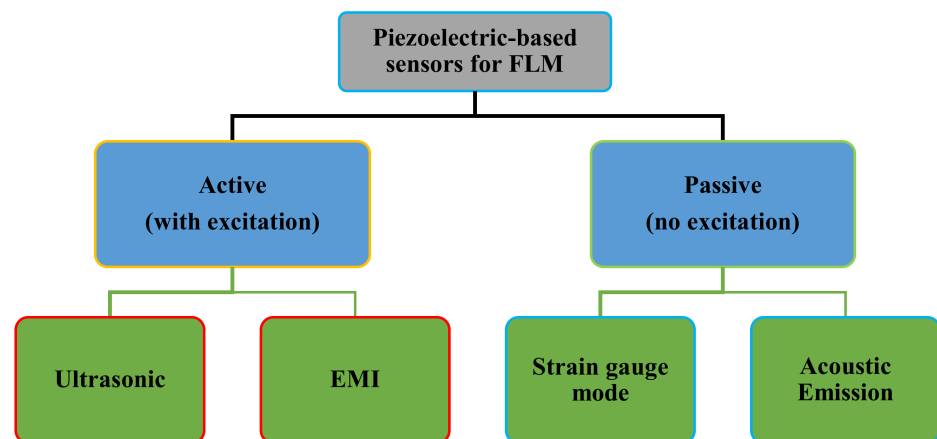 Piezoelectric-based
sensors for FLM
Active
(with excitation)
Passive
(no excitation)
Ultrasonic
EMI
Strain gauge
mode
Acoustic
Emission